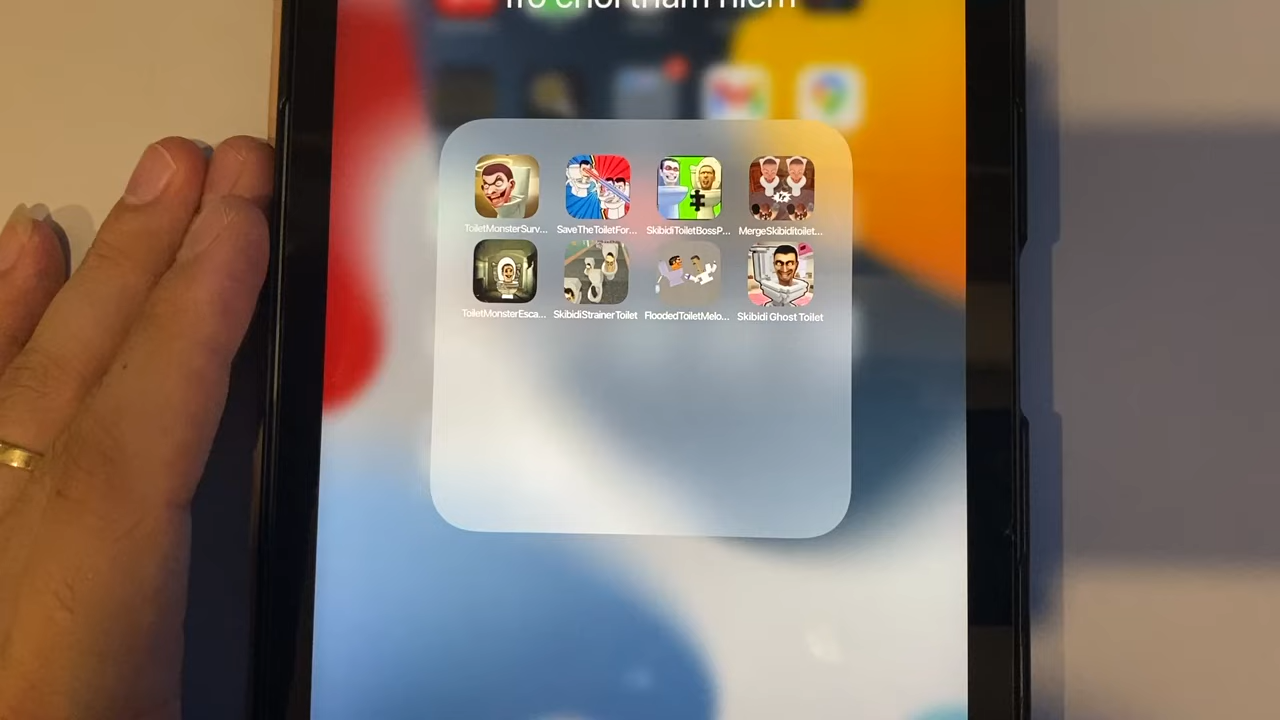 ToiletMonsterSurv...
SaveTheToiletFor...
SkibidiToiletBossP...
MergeSkibiditoilet...
ToiletMonsterEsca...
SkibidiStrainerToilet
FloodedToiletMelo...
Skibidi Ghost Toilet